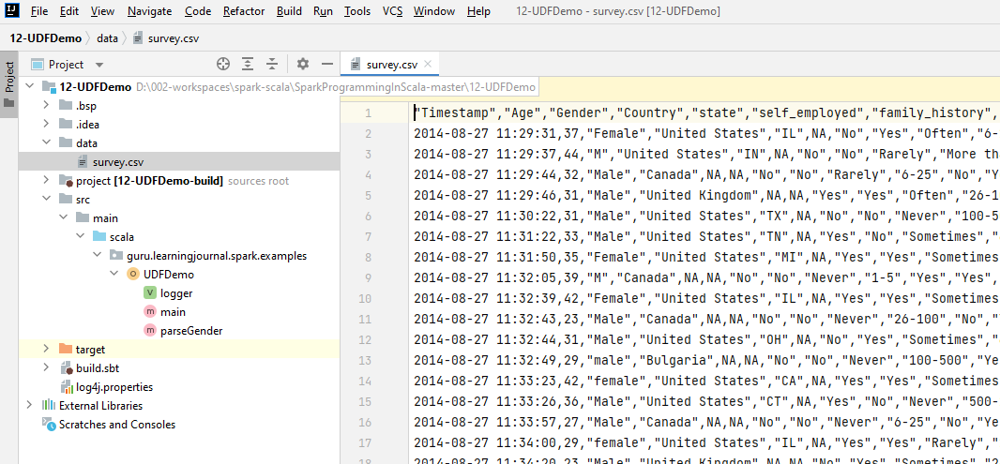 File Edit View Navigate Code Refactor Build Run Tools VCS Window Help 12-UDFDemo - survey.csv [12-UDFDemo]
12-UDFDemo data survey.csv
Project
Project
survey.csv
12-UDFDemo D:\002-workspaces\spark-scala\SparkProgrammingInScala-master\12-UDFDemo
.bsp
.idea
data
survey.csv
project [12-UDFDemo-build] sources root
src
main
scala
guru.learningjournal.spark.examples
UDFDemo
logger
main
parseGender
target
build.sbt
log4j.properties
External Libraries
Scratches and Consoles
1 "Timestamp","Age","Gender","Country","state","self_employed","family_history",
2 2014-08-27 11:29:31,37,"Female","United States","IL",NA,"No","Yes","Often","6-
3 2014-08-27 11:29:37,44,"M","United States","IN",NA,"No","No","Rarely","More th
4 2014-08-27 11:29:44,32,"Male","Canada",NA,NA,"No","No","Rarely","6-25","No","Y
5 2014-08-27 11:29:46,31,"Male","United Kingdom",NA,NA,"Yes","Yes","Often","26-1
6 2014-08-27 11:30:22,31,"Male","United States","TX",NA,"No","No","Never","100-5
7 2014-08-27 11:31:22,33,"Male","United States","TN",NA,"Yes","No","Sometimes","
8 2014-08-27 11:31:50,35,"Female","United States","MI",NA,"Yes","Yes","Sometimes
9 2014-08-27 11:32:05,39,"M","Canada",NA,NA,"No","No","Never","1-5","Yes","Yes",
10 2014-08-27 11:32:39,42,"Female","United States","IL",NA,"Yes","Yes","Sometimes
11 2014-08-27 11:32:43,23,"Male","Canada",NA,NA,"No","No","Never","26-100","No","
12 2014-08-27 11:32:44,31,"Male","United States","OH",NA,"No","Yes","Sometimes","
13 2014-08-27 11:32:49,29,"male","Bulgaria",NA,NA,"No","No","Never","100-500","Ye
14 2014-08-27 11:33:23,42,"female","United States","CA",NA,"Yes","Yes","Sometimes
15 2014-08-27 11:33:26,36,"Male","United States","CT",NA,"Yes","No","Never","500-
16 2014-08-27 11:33:57,27,"Male","Canada",NA,NA,"No","No","Never","6-25","No","Ye
17 2014-08-27 11:34:00,29,"female","United States","IL",NA,"Yes","Yes","Rarely","
18 2014-08-27 11:34:20,23,"Male","United Kingdom",NA,NA,"No","Yes","Sometimes","2